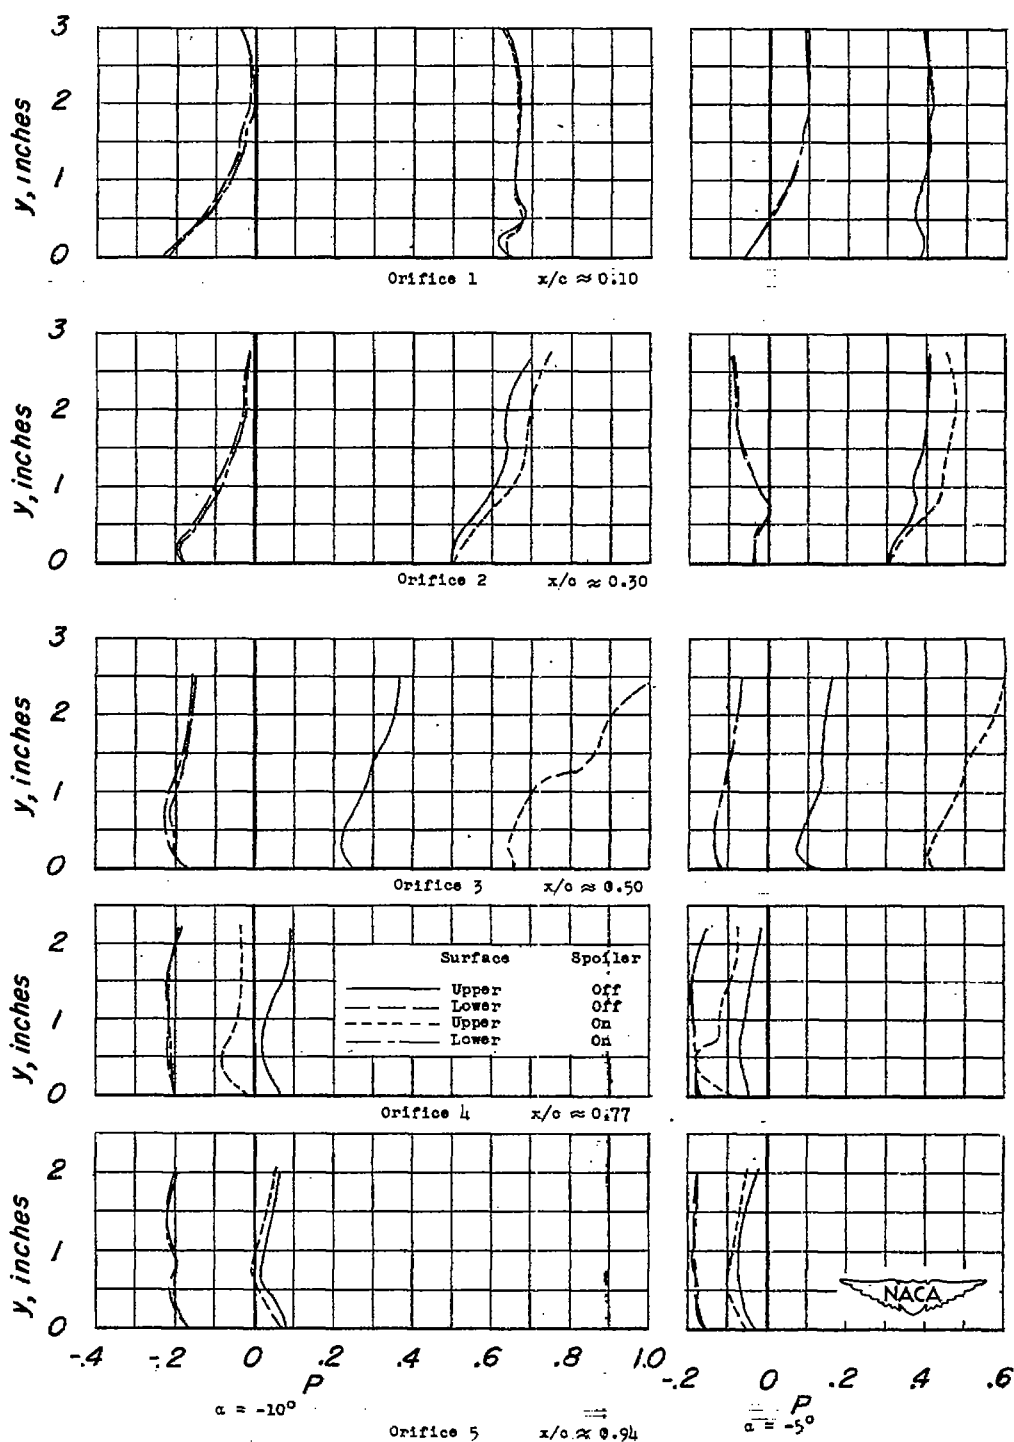 3
2
y, inches
1
0
Orifice 1 x/c ≈ 0.10
3
2
y, inches
1
0
Orifice 2 x/c ≈ 0.30
3
2
y, inches
1
0
Orifice 3 x/c ≈ 0.50
2
y, inches
1
0
Surface Spoiler
Upper Off
Lower Off
Upper On
Lower On
Orifice 4 x/c ≈ 0.77
2
y, inches
1
0
NACA
-.4 -.2 0 .2 .4 .6 .8 1.0
P
α = -10°
-.2 0 .2 .4 .6
P
α = -5°
Orifice 5 x/c ≈ 0.94